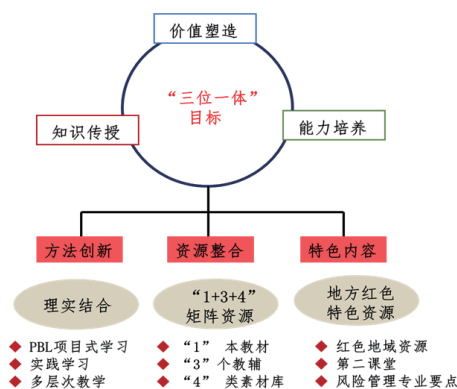 价值塑造
“三位一体”
目标
知识传授
能力培养
方法创新
资源整合
特色内容
理实结合
“1+3+4”
矩阵资源
地方红色
特色资源
PBL项目式学习
实践学习
多层次教学
“1” 本教材
“3”个教辅
“4” 类素材库
红色地域资源
第二课堂
风险管理专业要点